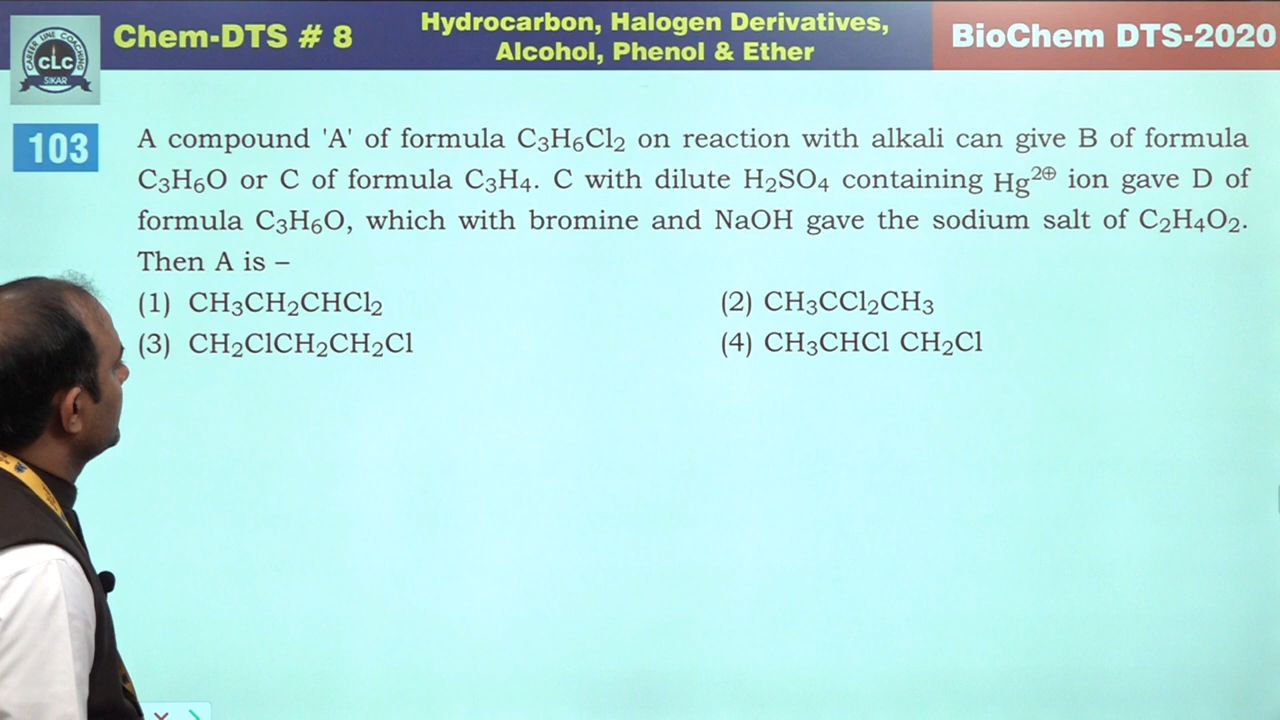 CAREER LINE COACHING
cLc
SIKAR
Chem-DTS # 8
Hydrocarbon, Halogen Derivatives,
Alcohol, Phenol & Ether
BioChem DTS-2020
103
A compound 'A' of formula C₃H₆Cl₂ on reaction with alkali can give B of formula
C₃H₆O or C of formula C₃H₄. C with dilute H₂SO₄ containing Hg²⊕ ion gave D of
formula C₃H₆O, which with bromine and NaOH gave the sodium salt of C₂H₄O₂.
Then A is –
(1) CH₃CH₂CHCl₂
(2) CH₃CCl₂CH₃
(3) CH₂ClCH₂CH₂Cl
(4) CH₃CHCl CH₂Cl